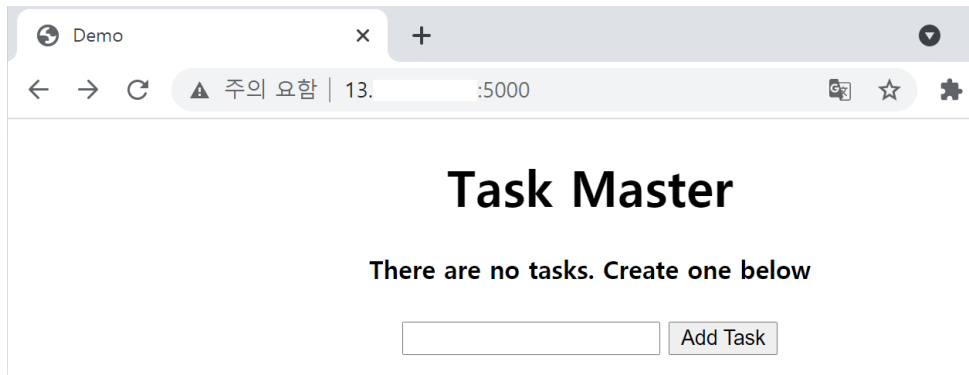 Demo
주의 요함 13. :5000
Task Master
There are no tasks. Create one below
Add Task